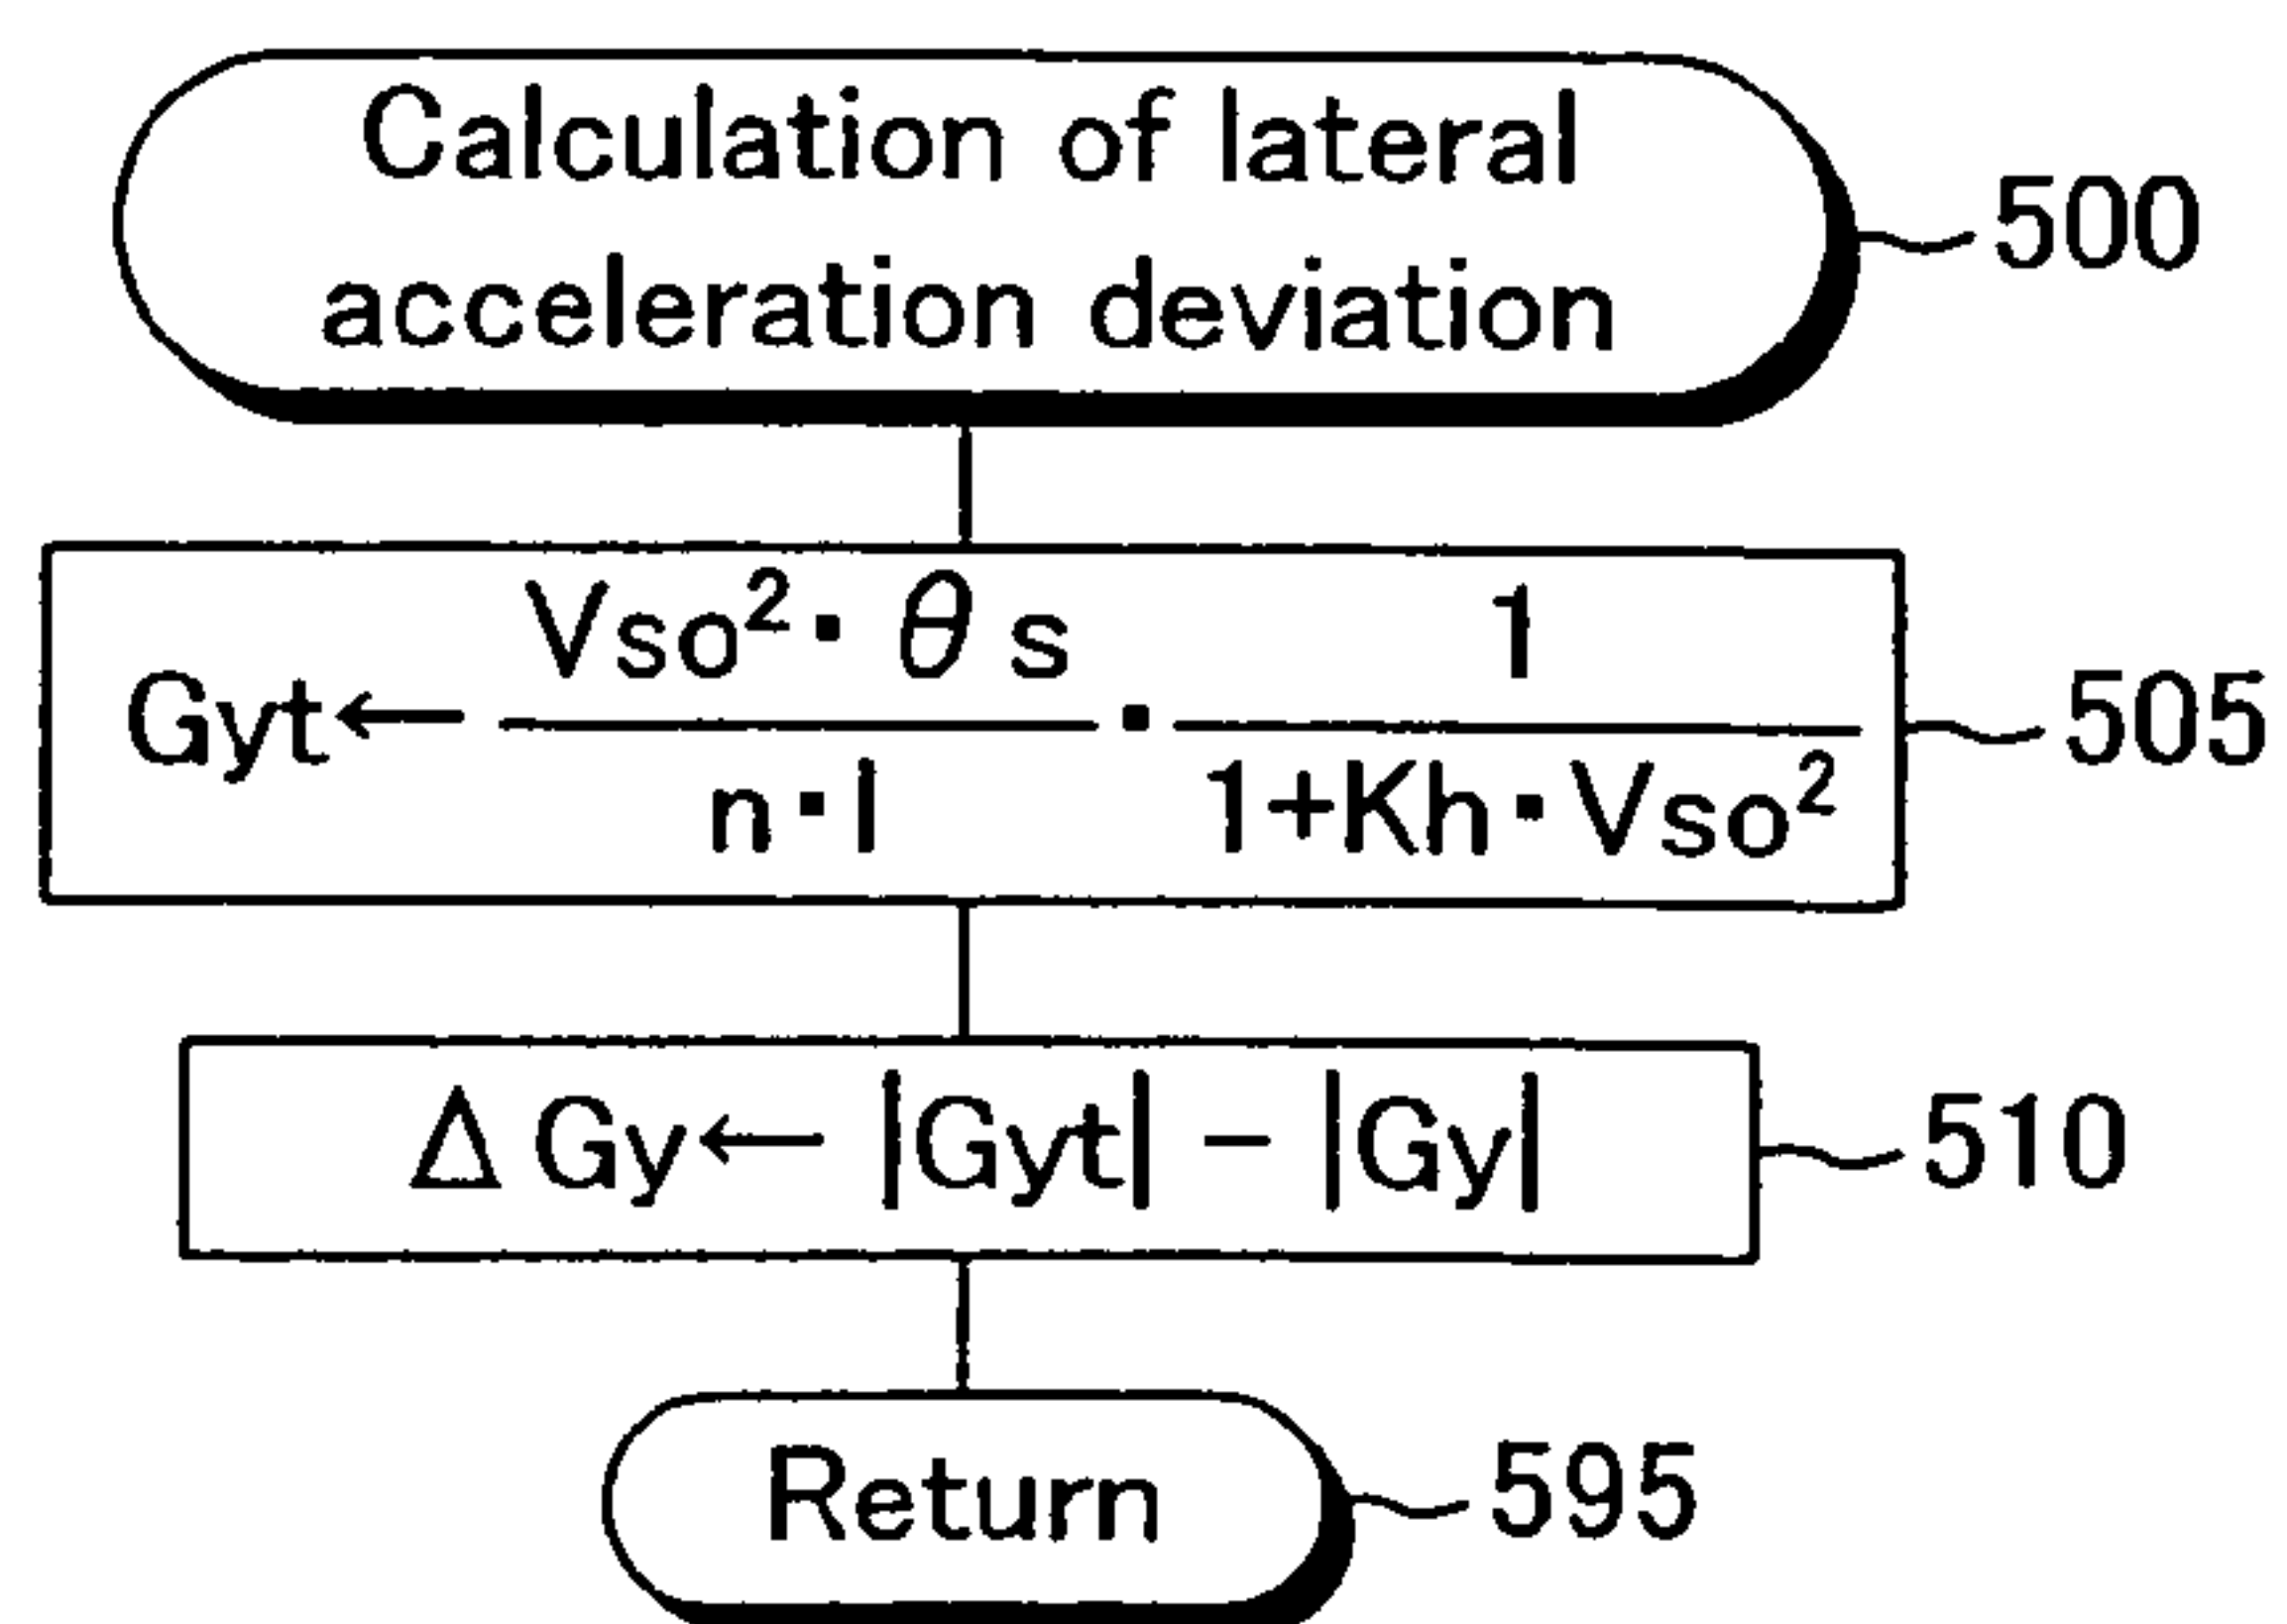 Calculation of lateral
acceleration deviation
500
Gyt← Vso²・θs / n・l ・ 1 / 1+Kh・Vso²
505
ΔGy← |Gyt| − |Gy|
510
Return
595